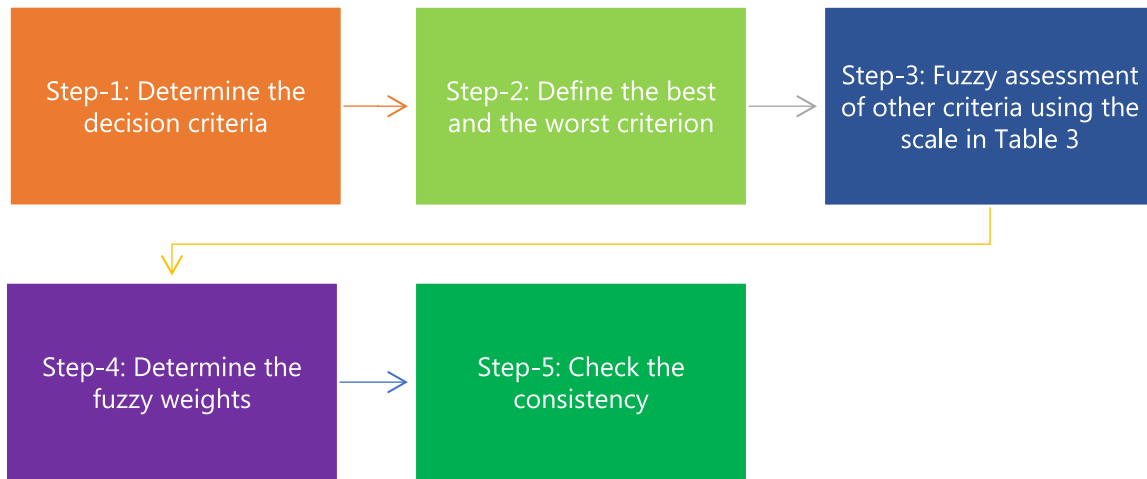 Step-1: Determine the
decision criteria
Step-2: Define the best
and the worst criterion
Step-3: Fuzzy assessment
of other criteria using the
scale in Table 3
Step-4: Determine the
fuzzy weights
Step-5: Check the
consistency